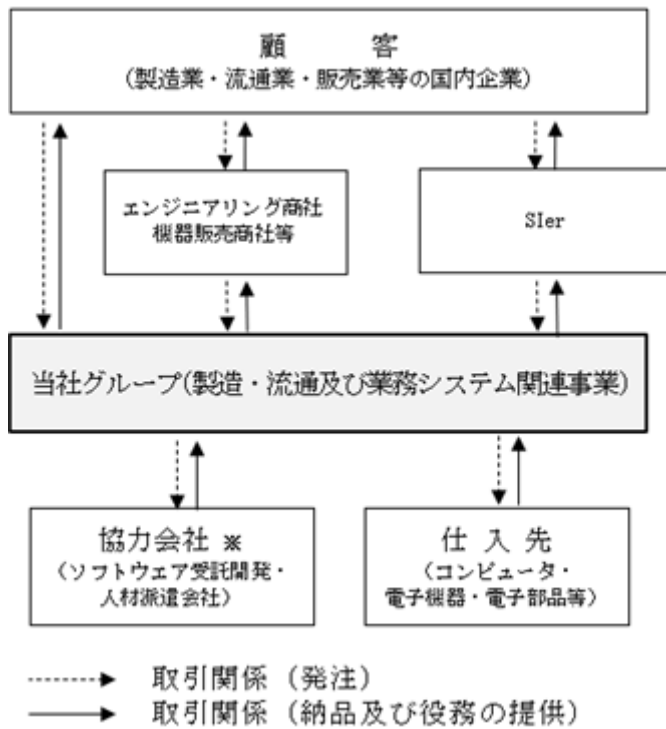 顧　　客
（製造業・流通業・販売業等の国内企業）
エンジニアリング商社
機器販売商社等
SIer
当社グループ(製造・流通及び業務システム関連事業)
協力会社 ※
（ソフトウェア受託開発・
人材派遣会社）
仕 入 先
（コンピュータ・
電子機器・電子部品等）
取引関係（発注）
取引関係（納品及び役務の提供）